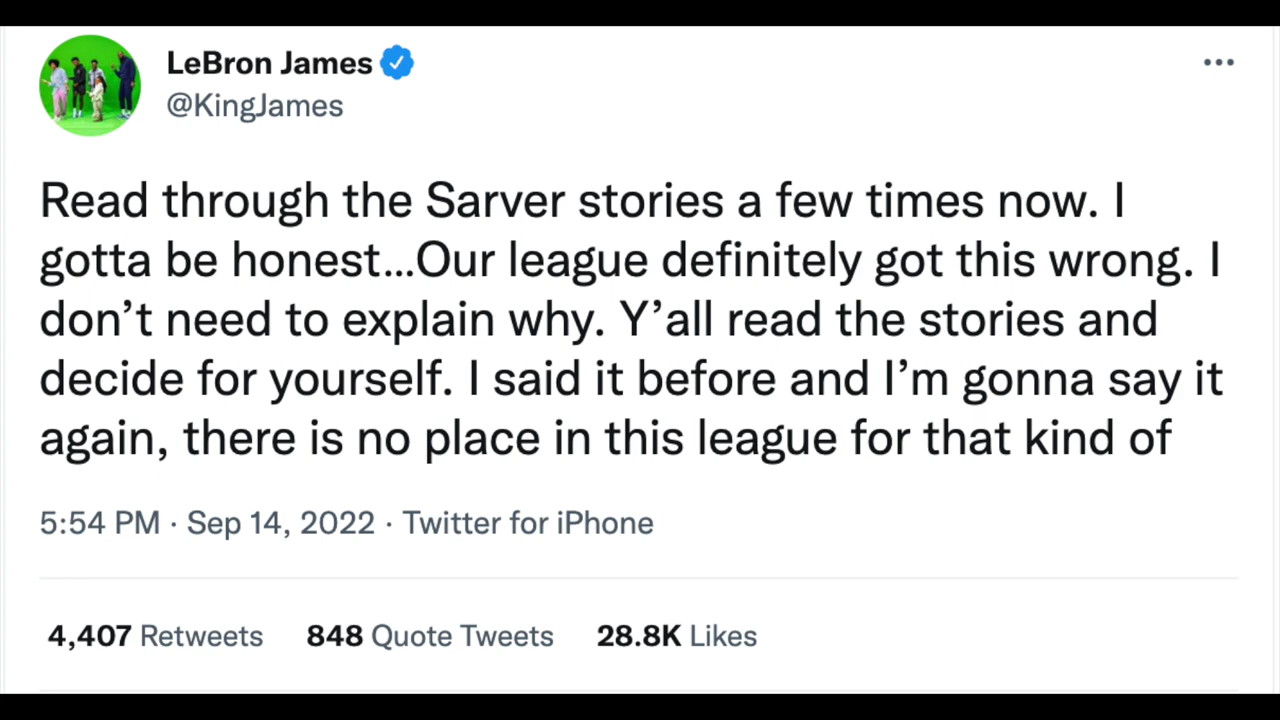 LeBron James
@KingJames
Read through the Sarver stories a few times now. I
gotta be honest...Our league definitely got this wrong. I
don’t need to explain why. Y’all read the stories and
decide for yourself. I said it before and I’m gonna say it
again, there is no place in this league for that kind of
5:54 PM · Sep 14, 2022 · Twitter for iPhone
4,407 Retweets 848 Quote Tweets 28.8K Likes